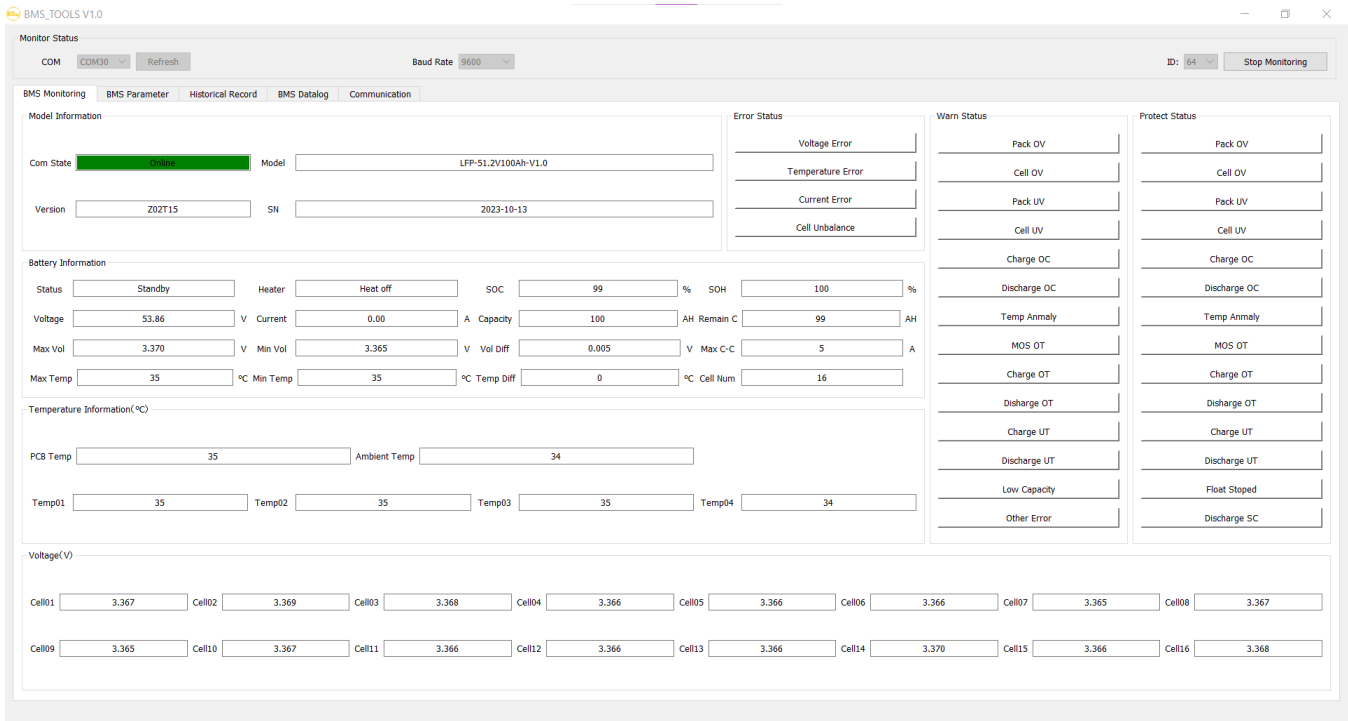 BMS_TOOLS V1.0
Monitor Status
COM COM30 Refresh Baud Rate 9600 ID: 64 Stop Monitoring
BMS Monitoring BMS Parameter Historical Record BMS Datalog Communication
Model Information
Com State Online Model LFP-51.2V100Ah-V1.0
Version Z02T15 SN 2023-10-13
Error Status
Voltage Error
Temperature Error
Current Error
Cell Unbalance
Warn Status
Pack OV
Cell OV
Pack UV
Cell UV
Charge OC
Discharge OC
Temp Anmaly
MOS OT
Charge OT
Disharge OT
Charge UT
Discharge UT
Low Capacity
Other Error
Protect Status
Pack OV
Cell OV
Pack UV
Cell UV
Charge OC
Discharge OC
Temp Anmaly
MOS OT
Charge OT
Disharge OT
Charge UT
Discharge UT
Float Stoped
Discharge SC
Battery Information
Status Standby Heater Heat off SOC 99 % SOH 100 %
Voltage 53.86 V Current 0.00 A Capacity 100 AH Remain C 99 AH
Max Vol 3.370 V Min Vol 3.365 V Vol Diff 0.005 V Max C-C 5 A
Max Temp 35 ºC Min Temp 35 ºC Temp Diff 0 ºC Cell Num 16
Temperature Information(ºC)
PCB Temp 35 Ambient Temp 34
Temp01 35 Temp02 35 Temp03 35 Temp04 34
Voltage(V)
Cell01 3.367 Cell02 3.369 Cell03 3.368 Cell04 3.366 Cell05 3.366 Cell06 3.366 Cell07 3.365 Cell08 3.367
Cell09 3.365 Cell10 3.367 Cell11 3.366 Cell12 3.366 Cell13 3.366 Cell14 3.370 Cell15 3.366 Cell16 3.368